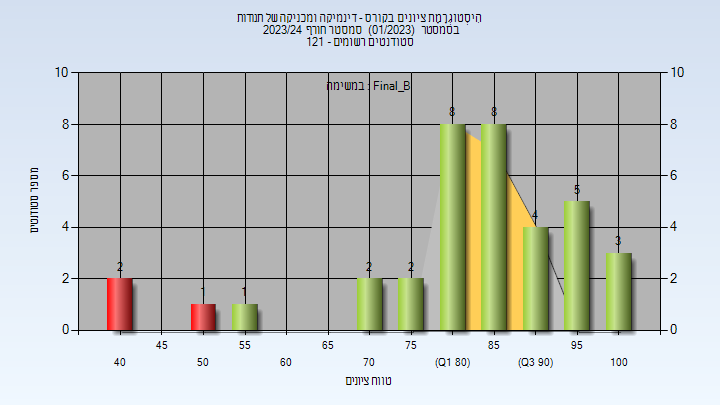 הִיסְטוֹגְרָמַת ציונים בקורס - דינמיקה ומכניקה של חנודות
בסמסטר (01/2023) סמסטר חורף 2023/24
סטודנטים רשומים - 121
במשימה : Final_B
10 10
8 8
6 6
4 4
2 2
0 0
מספר סטודנטים
2 1 1 2 2 8 8 4 5 3
45 55 65 75 85 95
40 50 60 70 (Q1 80) (Q3 90) 100
טווח ציונים